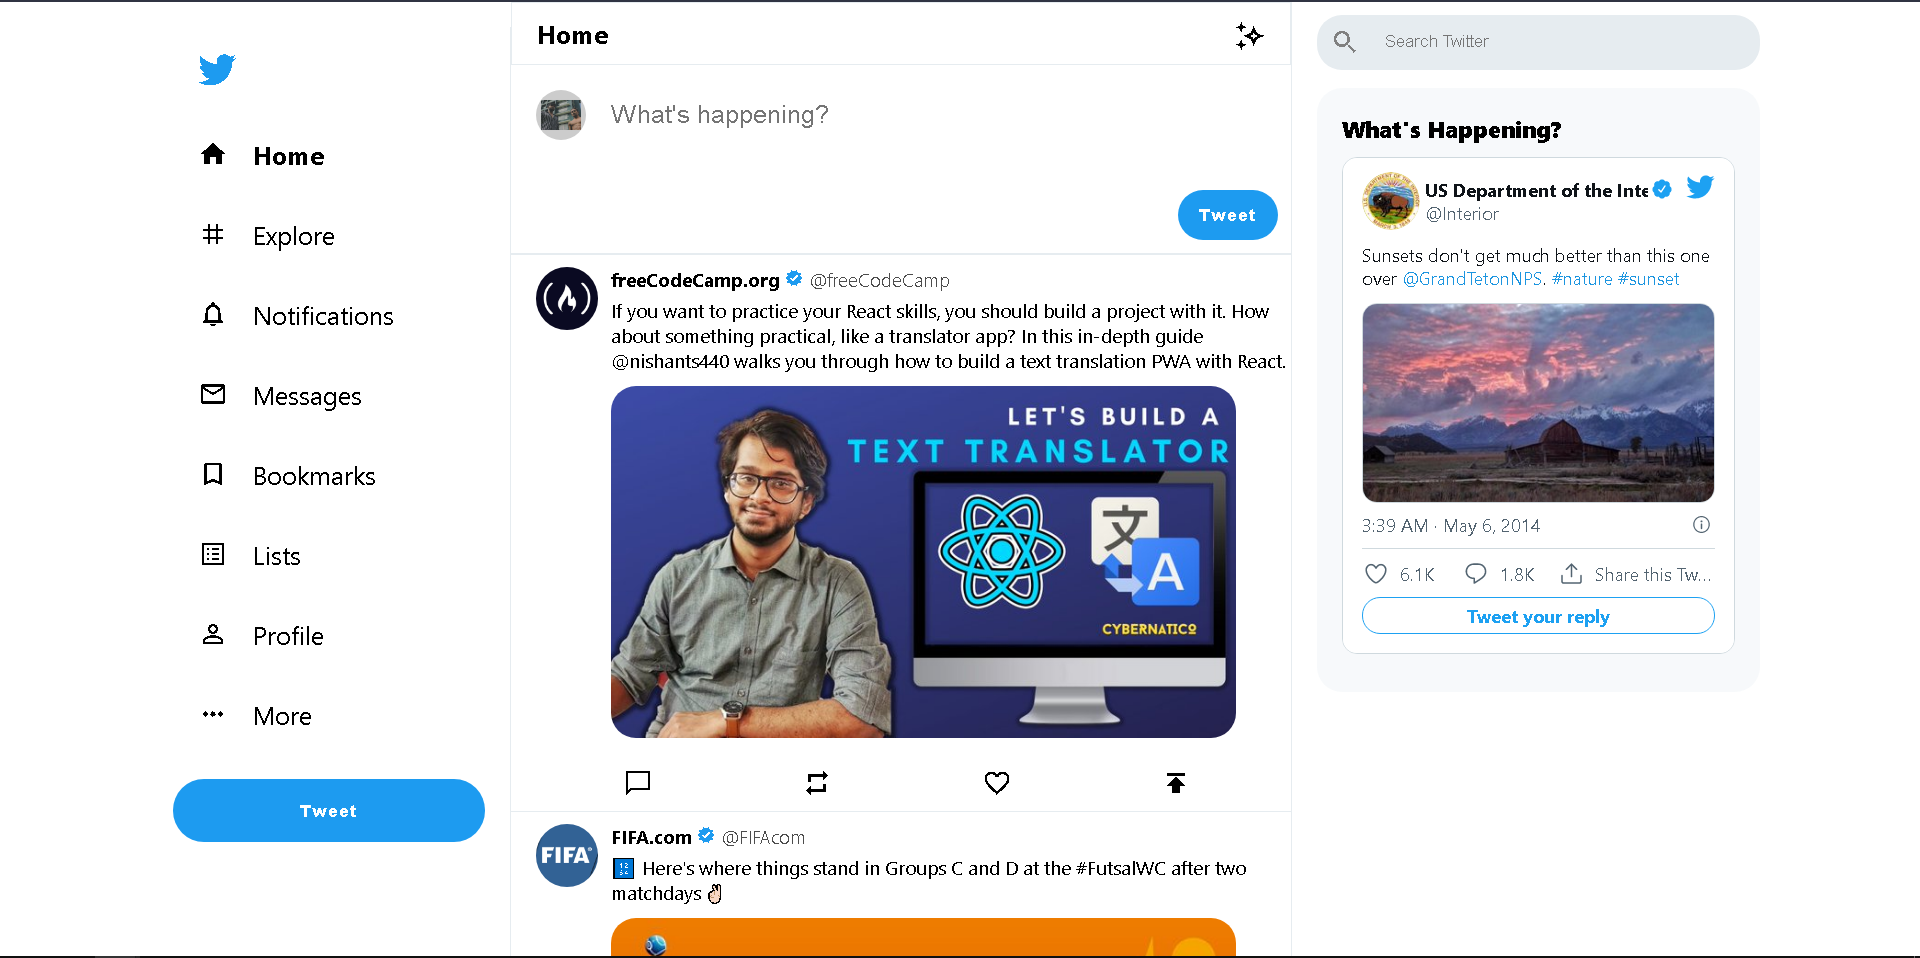 Home
Explore
Notifications
Messages
Bookmarks
Lists
Profile
More
Tweet
Home
What's happening?
Tweet
freeCodeCamp.org @freeCodeCamp
If you want to practice your React skills, you should build a project with it. How
about something practical, like a translator app? In this in-depth guide
@nishants440 walks you through how to build a text translation PWA with React.
LET'S BUILD A
TEXT TRANSLATOR
文
A
CYBERNATICO
FIFA
FIFA.com @FIFAcom
🔢 Here's where things stand in Groups C and D at the #FutsalWC after two
matchdays ✌🏻
Search Twitter
What's Happening?
US Department of the Inte
@Interior
Sunsets don't get much better than this one
over @GrandTetonNPS. #nature #sunset
3:39 AM · May 6, 2014
6.1K 1.8K Share this Tw...
Tweet your reply